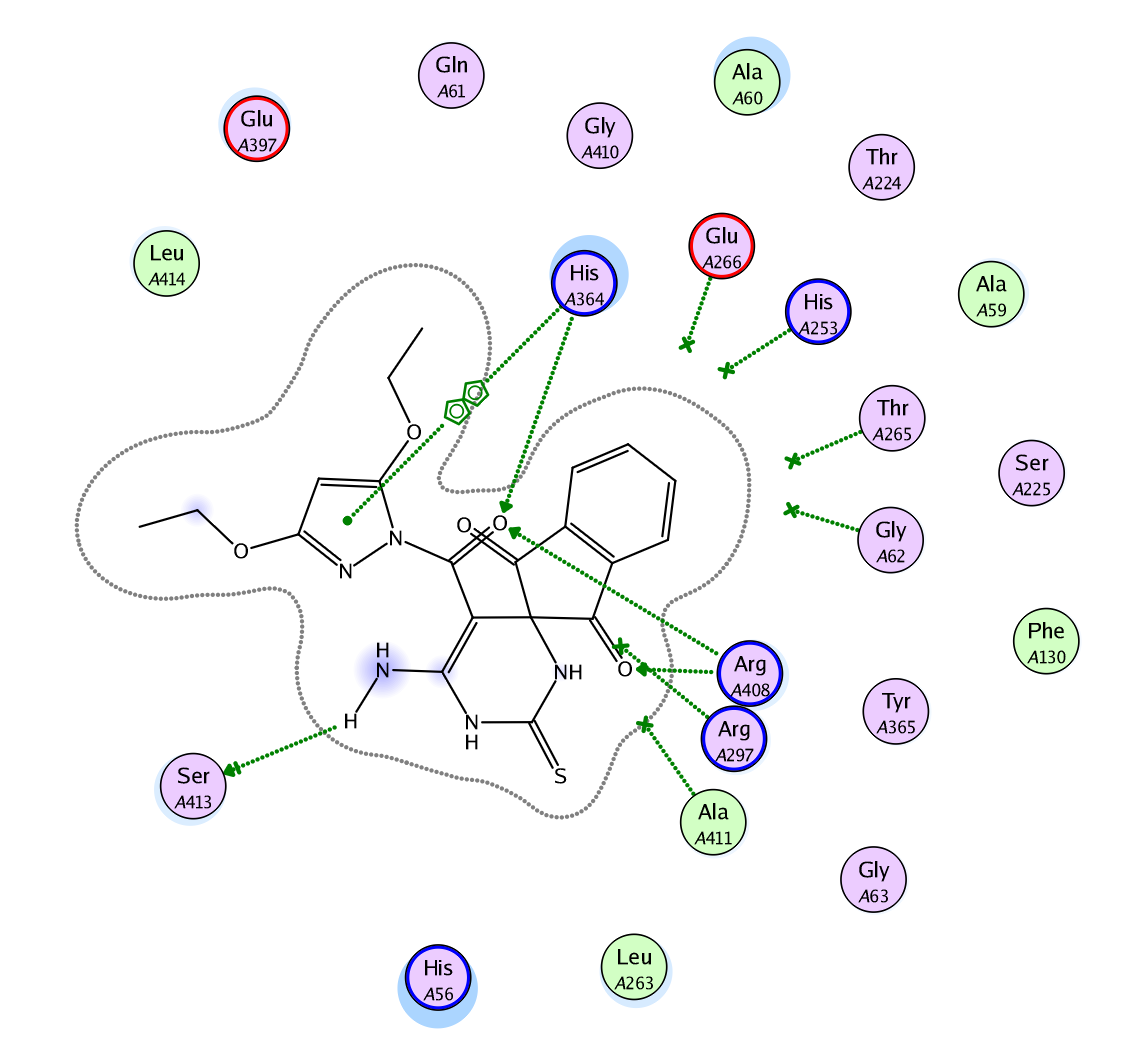 Gln
A61
Ala
A60
Glu
A397
Gly
A410
Thr
A224
Leu
A414
Glu
A266
His
A364
Ala
A59
His
A253
Thr
A265
O
Ser
A225
O
O
Gly
A62
N
O
N
Phe
A130
H
N
NH
O
Arg
A408
Tyr
A365
H
N
H
Arg
A297
S
Ser
A413
Ala
A411
Gly
A63
His
A56
Leu
A263